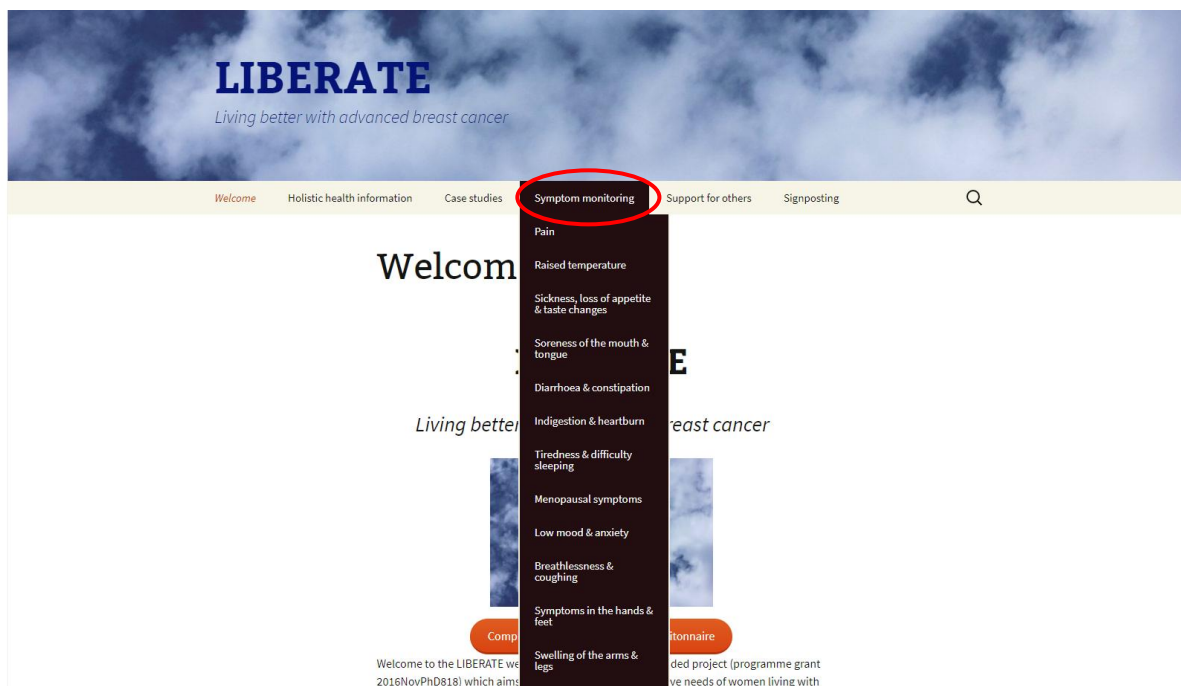 LIBERATE
Living better with advanced breast cancer
Welcome Holistic health information Case studies Symptom monitoring Support for others Signposting
Pain
Welcom
Raised temperature
Sickness, loss of appetite
& taste changes
Soreness of the mouth &
tongue
E
Diarrhoea & constipation
Indigestion & heartburn
Living better east cancer
Tiredness & difficulty
sleeping
Menopausal symptoms
Low mood & anxiety
Breathlessness &
coughing
Symptoms in the hands &
feet
Comp itonnaire
Swelling of the arms &
legs
Welcome to the LIBERATE we ded project (programme grant
2016NovPhD818) which aims ve needs of women living with